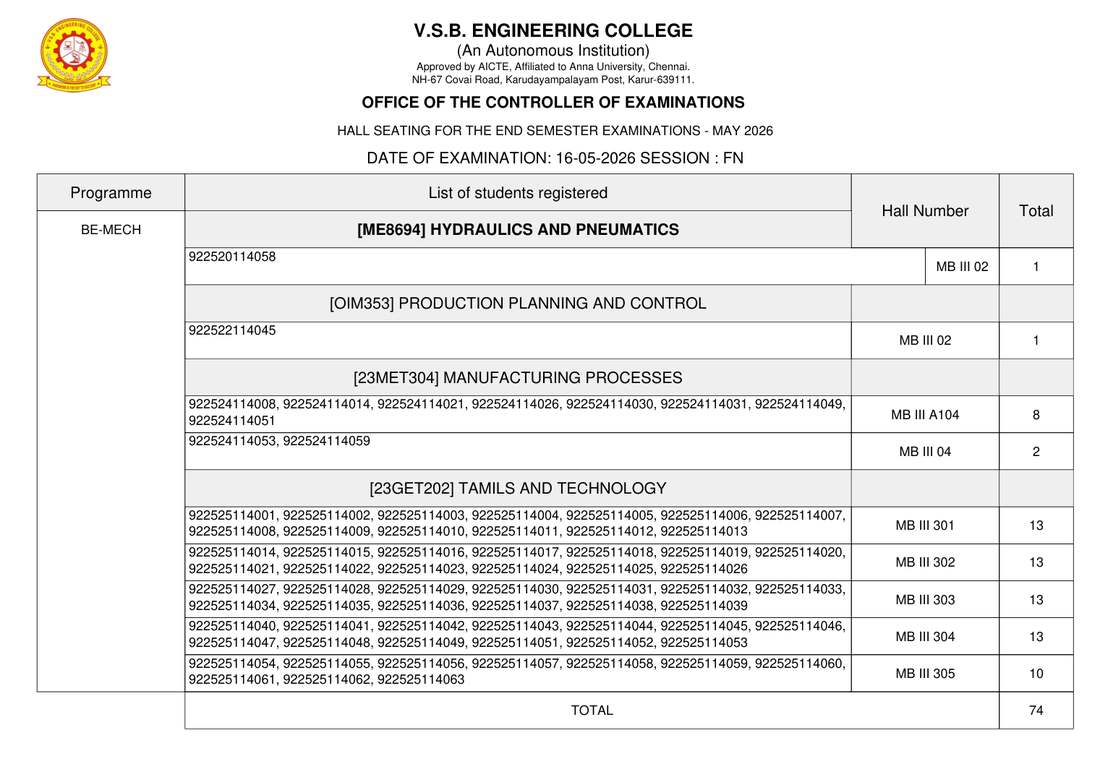 V.S.B. ENGINEERING COLLEGE
(An Autonomous Institution)
Approved by AICTE, Affiliated to Anna University, Chennai.
NH-67 Covai Road, Karudayampalayam Post, Karur-639111.
OFFICE OF THE CONTROLLER OF EXAMINATIONS
HALL SEATING FOR THE END SEMESTER EXAMINATIONS - MAY 2026
DATE OF EXAMINATION: 16-05-2026 SESSION : FN
Programme List of students registered Hall Number Total
BE-MECH [ME8694] HYDRAULICS AND PNEUMATICS
922520114058 MB III 02 1
[OIM353] PRODUCTION PLANNING AND CONTROL
922522114045 MB III 02 1
[23MET304] MANUFACTURING PROCESSES
922524114008, 922524114014, 922524114021, 922524114026, 922524114030, 922524114031, 922524114049,
922524114051 MB III A104 8
922524114053, 922524114059 MB III 04 2
[23GET202] TAMILS AND TECHNOLOGY
922525114001, 922525114002, 922525114003, 922525114004, 922525114005, 922525114006, 922525114007,
922525114008, 922525114009, 922525114010, 922525114011, 922525114012, 922525114013 MB III 301 13
922525114014, 922525114015, 922525114016, 922525114017, 922525114018, 922525114019, 922525114020,
922525114021, 922525114022, 922525114023, 922525114024, 922525114025, 922525114026 MB III 302 13
922525114027, 922525114028, 922525114029, 922525114030, 922525114031, 922525114032, 922525114033,
922525114034, 922525114035, 922525114036, 922525114037, 922525114038, 922525114039 MB III 303 13
922525114040, 922525114041, 922525114042, 922525114043, 922525114044, 922525114045, 922525114046,
922525114047, 922525114048, 922525114049, 922525114051, 922525114052, 922525114053 MB III 304 13
922525114054, 922525114055, 922525114056, 922525114057, 922525114058, 922525114059, 922525114060,
922525114061, 922525114062, 922525114063 MB III 305 10
TOTAL 74